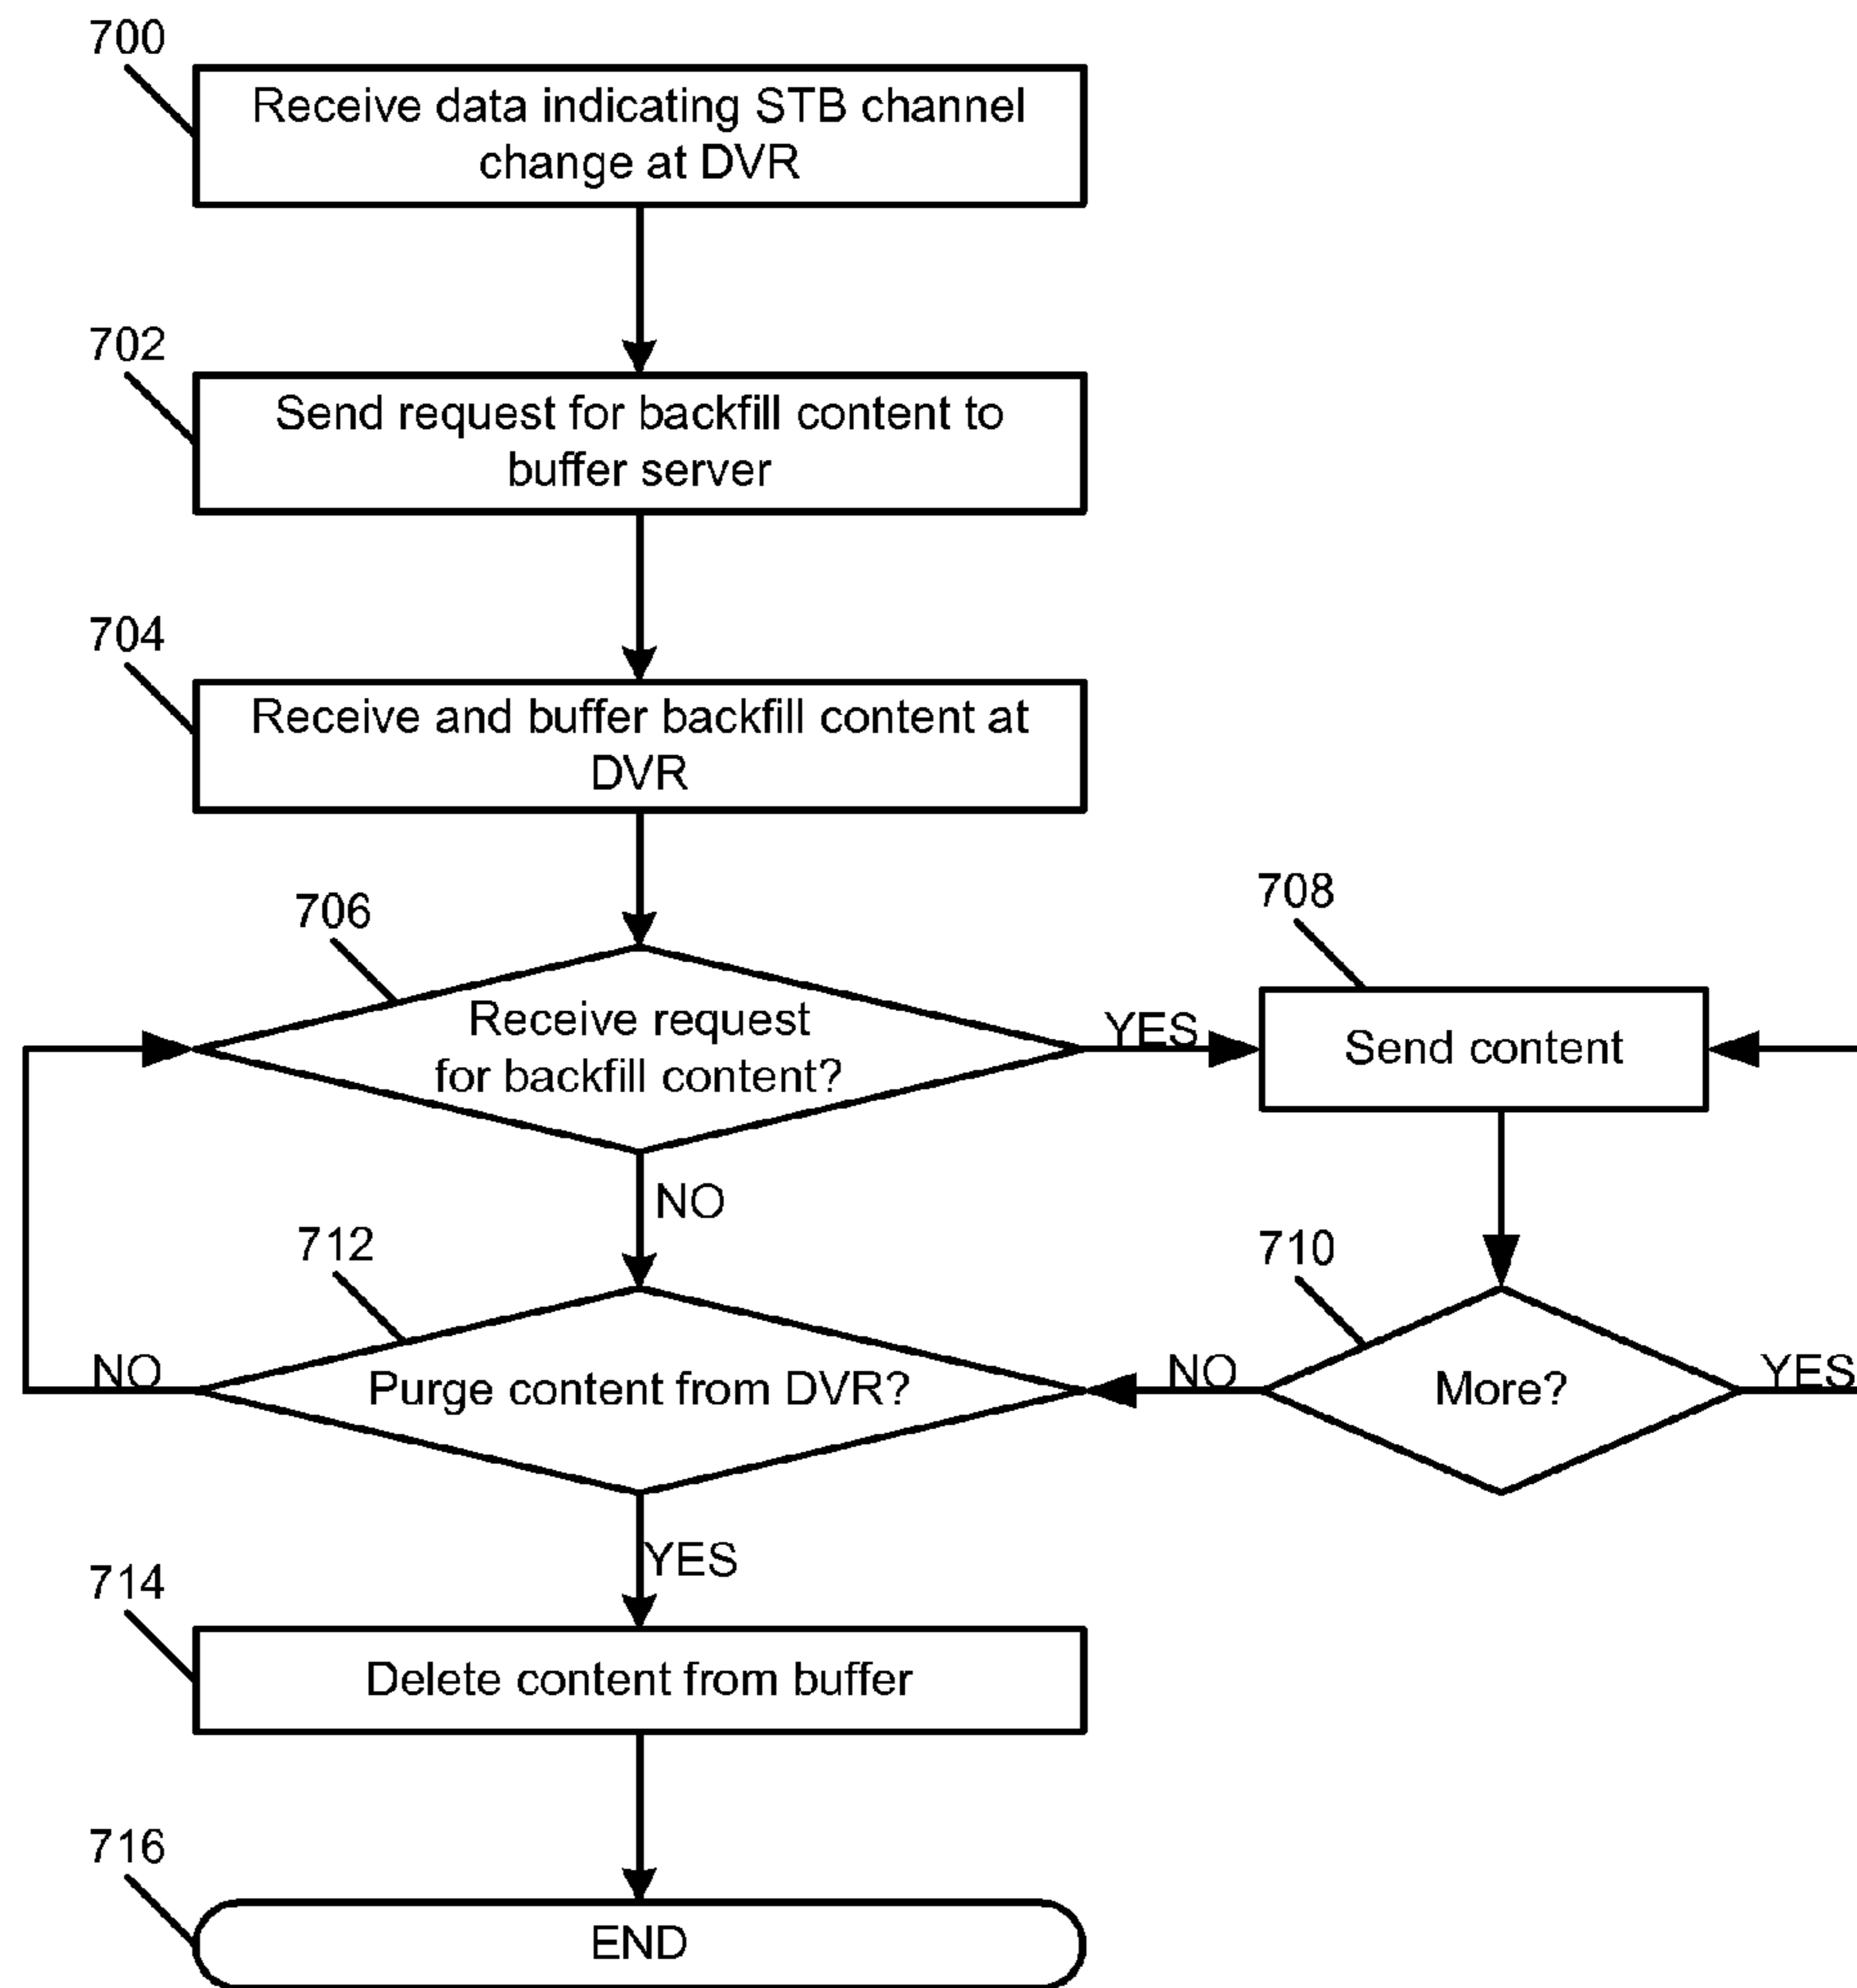 700
Receive data indicating STB channel
change at DVR
702
Send request for backfill content to
buffer server
704
Receive and buffer backfill content at
DVR
706
Receive request
for backfill content?
YES
708
Send content
NO
712
Purge content from DVR?
NO
710
More?
NO
YES
YES
714
Delete content from buffer
716
END